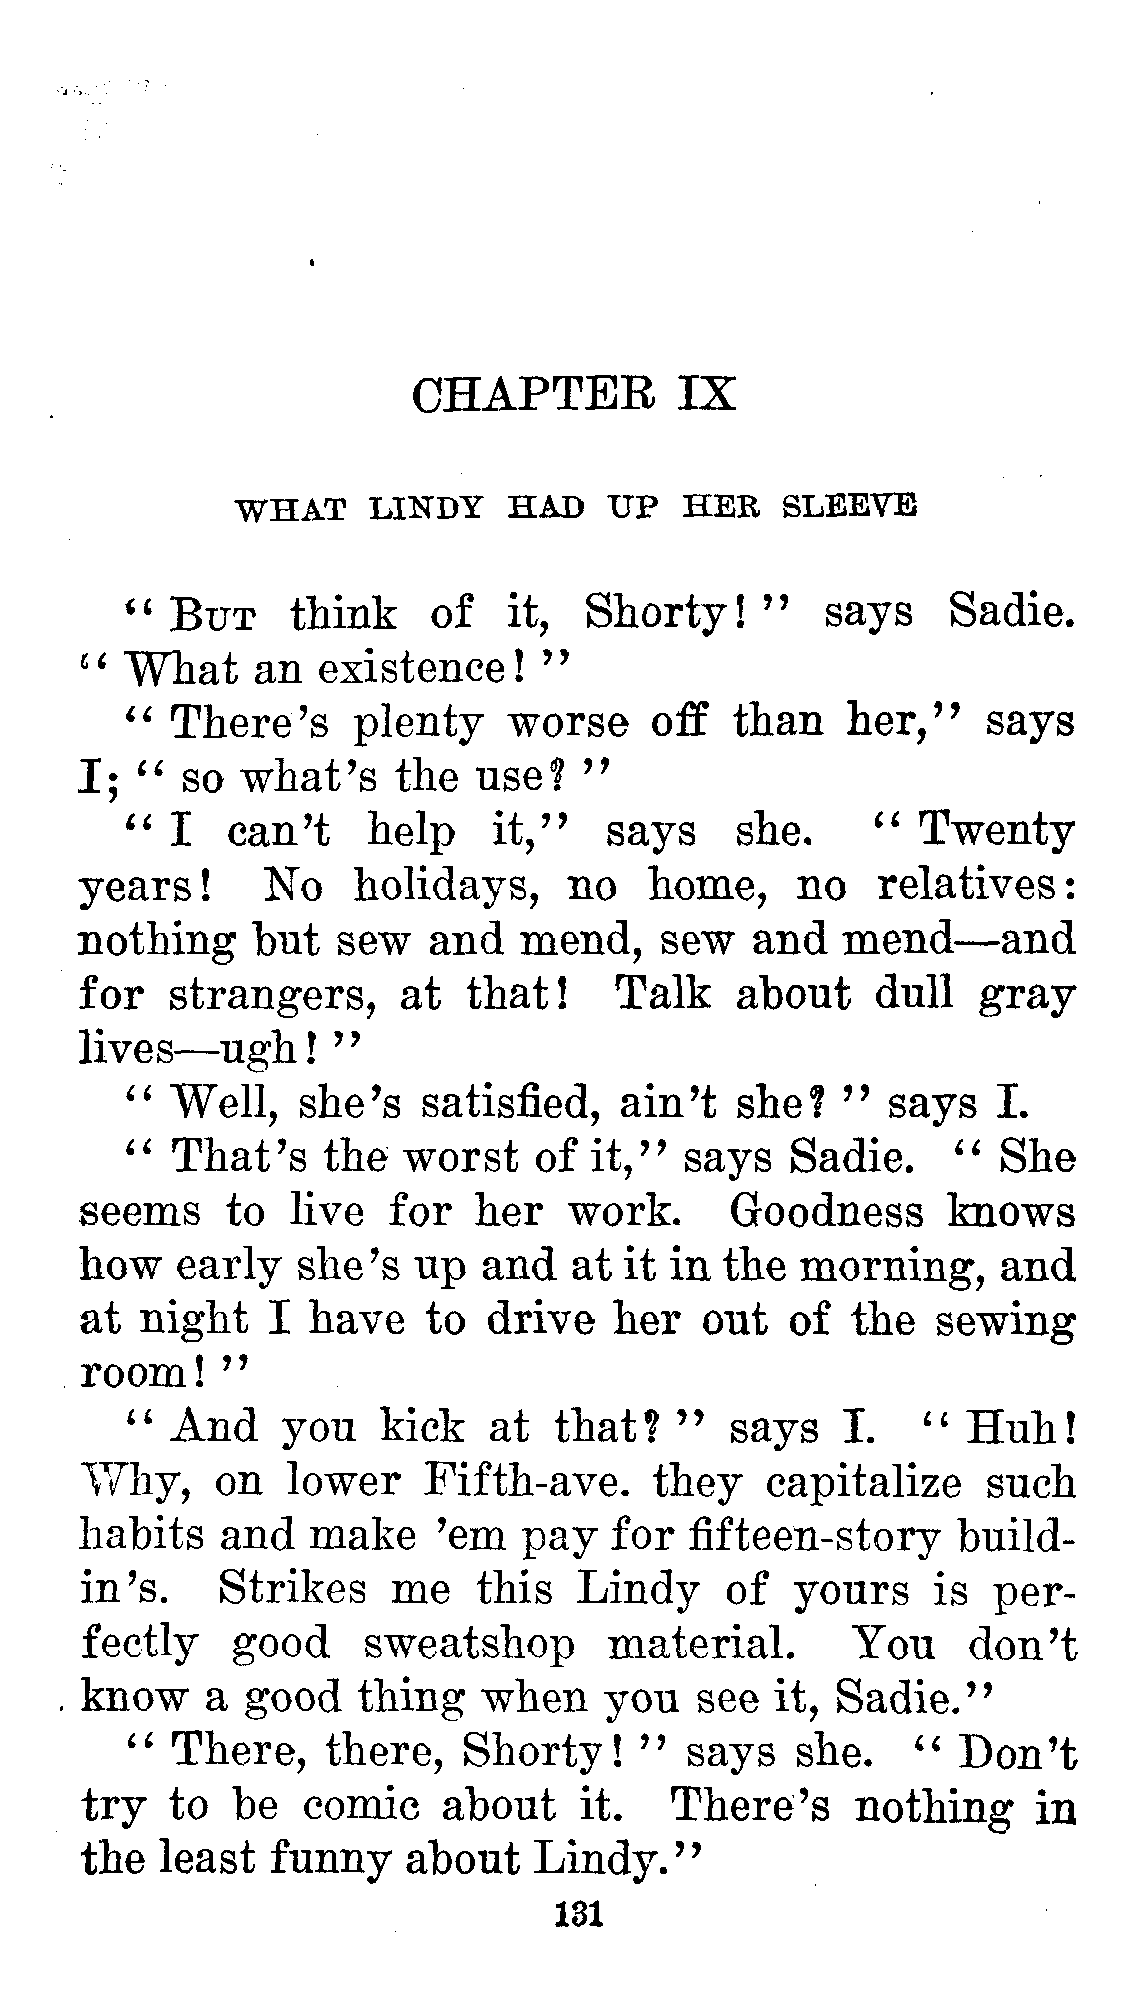 CHAPTER IX
WHAT LINDY HAD UP HER SLEEVE
“ But think of it, Shorty! ” says Sadie.
“ What an existence! ”
“ There’s plenty worse off than her,” says
I; “ so what’s the use? ”
“ I can’t help it,” says she. “ Twenty
years! No holidays, no home, no relatives:
nothing but sew and mend, sew and mend—and
for strangers, at that! Talk about dull gray
lives—ugh! ”
“ Well, she’s satisfied, ain’t she? ” says I.
“ That’s the worst of it,” says Sadie. “ She
seems to live for her work. Goodness knows
how early she’s up and at it in the morning, and
at night I have to drive her out of the sewing
room! ”
“ And you kick at that? ” says I. “ Huh!
Why, on lower Fifth-ave. they capitalize such
habits and make ’em pay for fifteen-story build-
in’s. Strikes me this Lindy of yours is per-
fectly good sweatshop material. You don’t
know a good thing when you see it, Sadie.”
“ There, there, Shorty! ” says she. “ Don’t
try to be comic about it. There’s nothing in
the least funny about Lindy.”
131